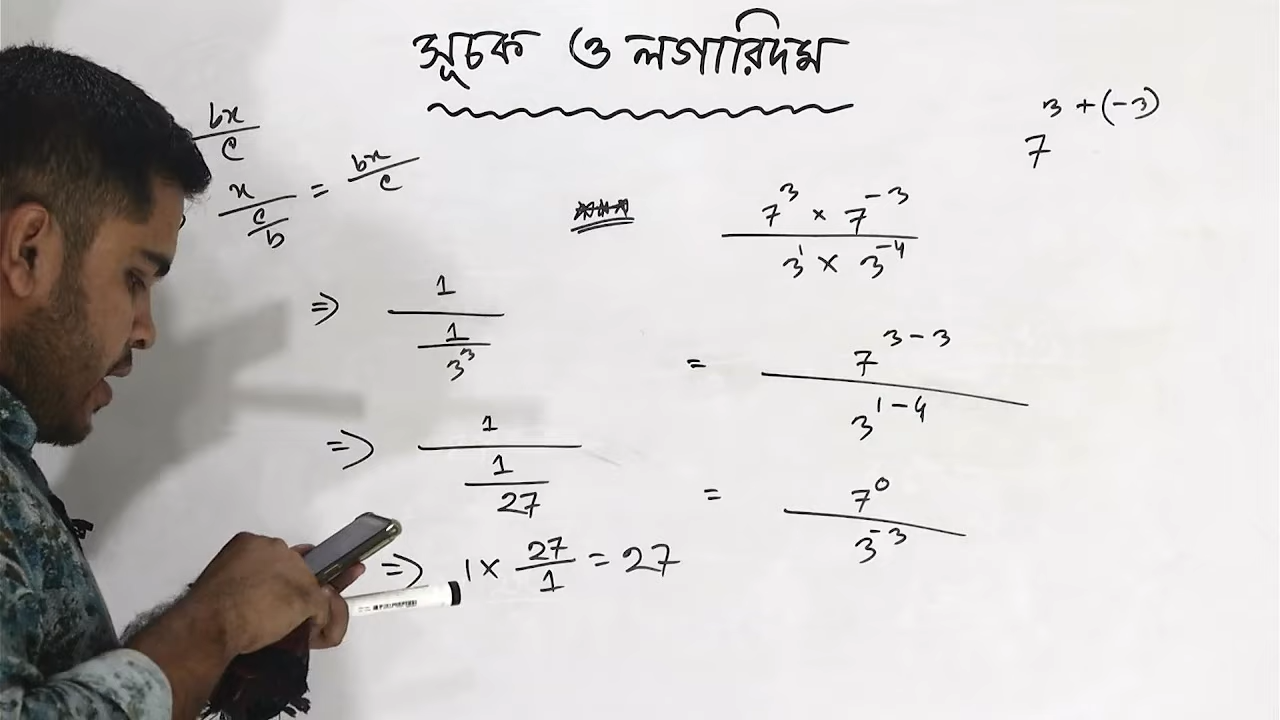 সূচক ও লগারিদম
bx/c
x/(c/b) = bx/c
7^(3 + (-3))
(7^3 × 7^-3)/(3^1 × 3^-4)
= 7^(3-3)/3^(1-4)
= 7^0/3^-3
⇒ 1/(1/3^3)
⇒ 1/(1/27)
⇒ 1 × 27/1 = 27